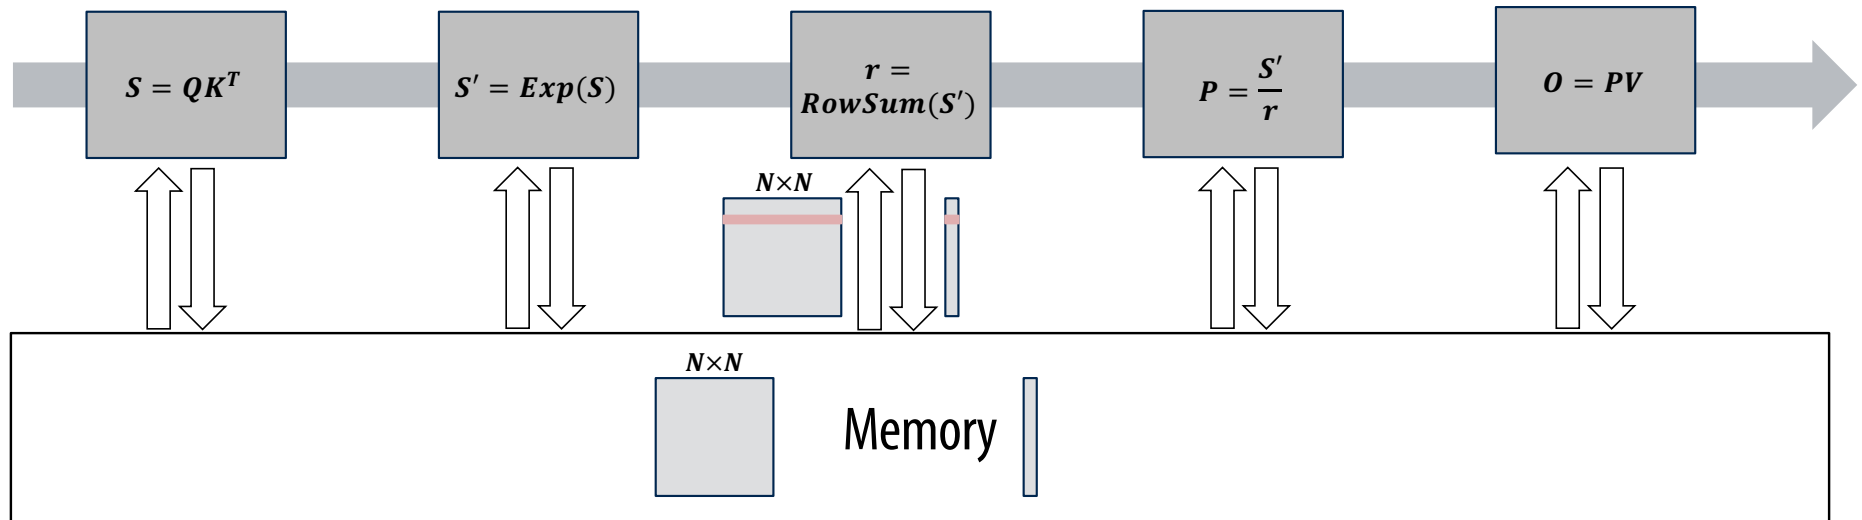 S = QK^T
S′ = Exp(S)
r =
RowSum(S′)
P = S′/r
O = PV
N×N
N×N
Memory